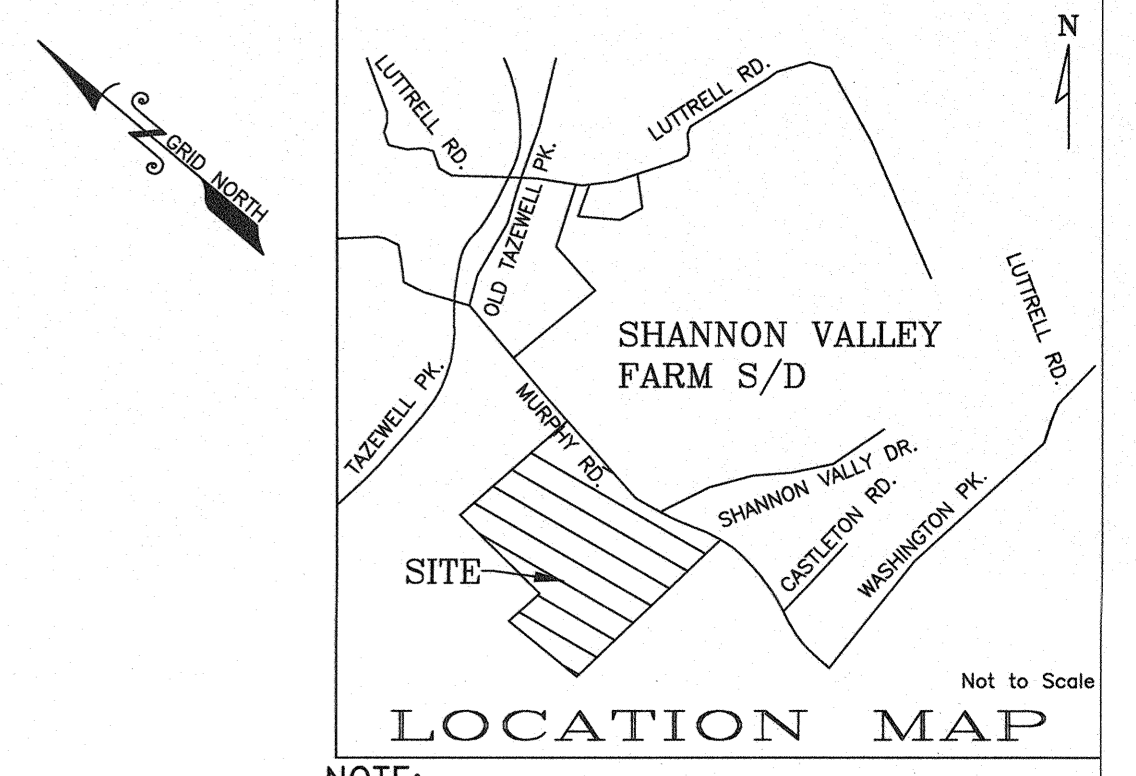 N
GRID NORTH
LUTTRELL RD.
LUTTRELL RD.
OLD TAZEWELL PK.
LUTTRELL RD.
SHANNON VALLEY
FARM S/D
TAZEWELL PK.
MURPHY RD.
SHANNON VALLY DR.
CASTLETON RD.
WASHINGTON PK.
SITE
Not to Scale
LOCATION MAP
NOTE: